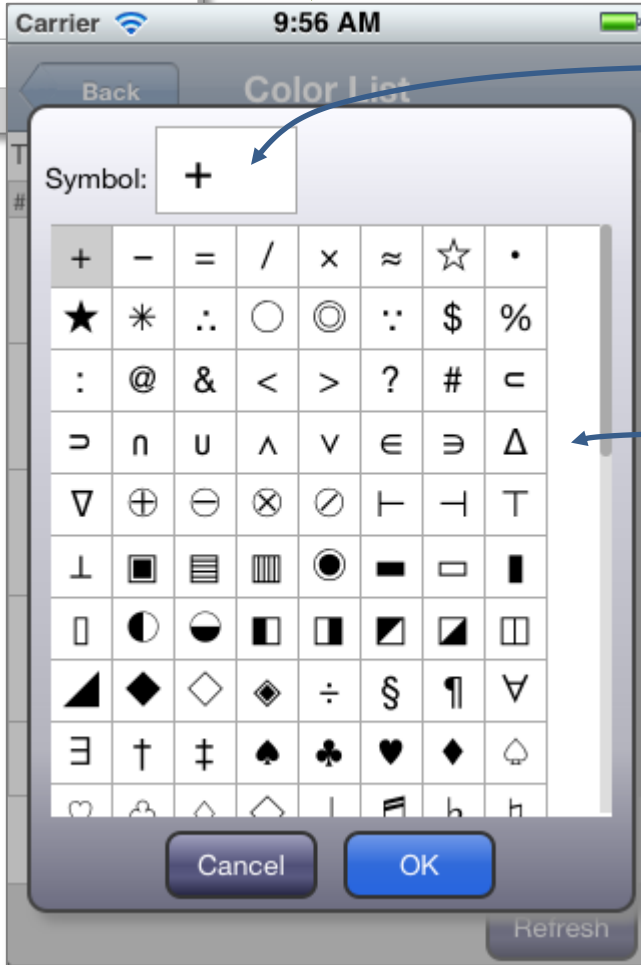 Carrier 9:56 AM
Back Color List
T
#
Symbol: +
+ − = / × ≈ ☆ •
★ ✳ ∴ ○ ◎ ∵ $ %
: @ & < > ? # ⊂
⊃ ∩ ∪ ∧ ∨ ∈ ∋ Δ
∇ ⊕ ⊖ ⊗ ⊘ ⊢ ⊣ ⊤
⊥ ▣ ▤ ▥ ◉ ▬ ▭ ▮
▯ ◐ ◒ ◧ ◨ ◩ ◪ ◫
◢ ◆ ◇ ◈ ÷ § ¶ ∀
∃ † ‡ ♠ ♣ ♥ ♦ ♤
Cancel OK
Refresh